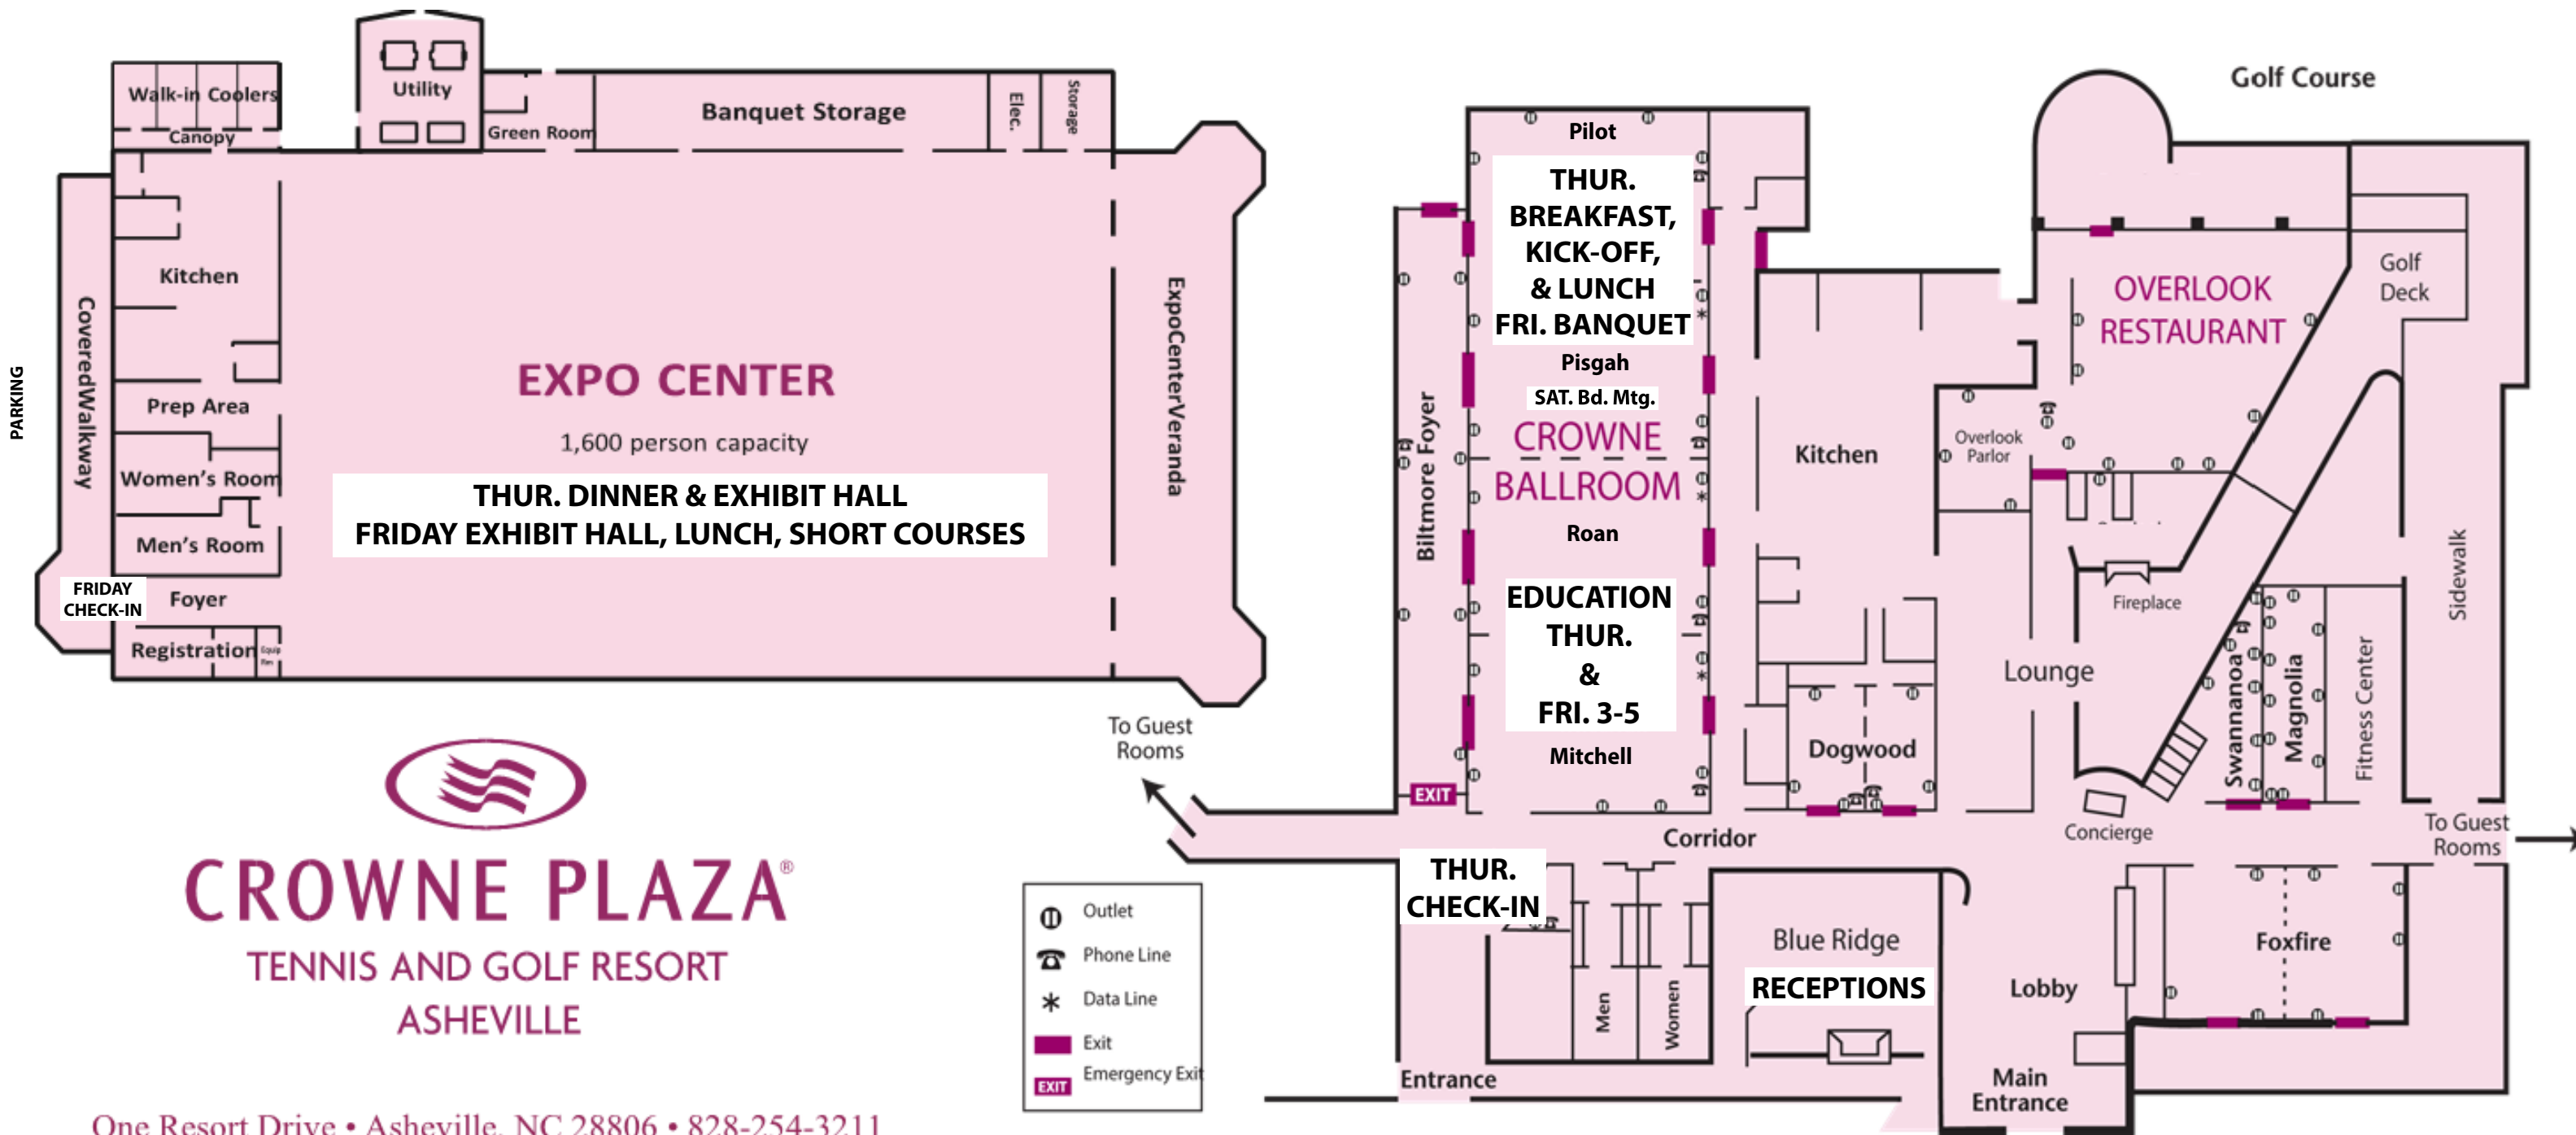 Walk-in Coolers
Canopy
Utility
Green Room
Banquet Storage
Elec.
Storage
PARKING
CoveredWalkway
Kitchen
Prep Area
Women's Room
Men's Room
FRIDAY
CHECK-IN
Foyer
Registration
Equip
Rm
EXPO CENTER
1,600 person capacity
THUR. DINNER & EXHIBIT HALL
FRIDAY EXHIBIT HALL, LUNCH, SHORT COURSES
ExpoCenterVeranda
To Guest
Rooms
CROWNE PLAZA®
TENNIS AND GOLF RESORT
ASHEVILLE
One Resort Drive • Asheville, NC 28806 • 828-254-3211
Outlet
Phone Line
Data Line
Exit
EXIT
Emergency Exit
Biltmore Foyer
EXIT
Pilot
THUR.
BREAKFAST,
KICK-OFF,
& LUNCH
FRI. BANQUET
Pisgah
SAT. Bd. Mtg.
CROWNE
BALLROOM
Roan
EDUCATION
THUR.
&
FRI. 3-5
Mitchell
Corridor
THUR.
CHECK-IN
Men
Women
Entrance
Blue Ridge
RECEPTIONS
Kitchen
Dogwood
Golf Course
OVERLOOK
RESTAURANT
Golf
Deck
Overlook
Parlor
Fireplace
Lounge
Swannanoa
Magnolia
Fitness Center
Sidewalk
Concierge
To Guest
Rooms
Lobby
Foxfire
Main
Entrance